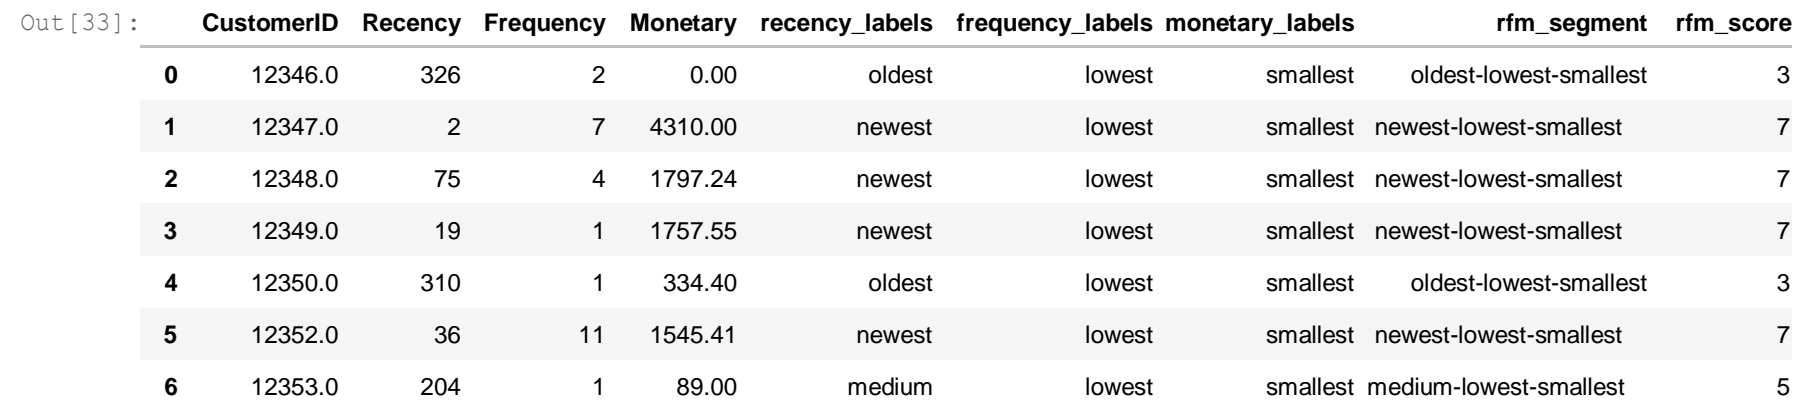 Out[33]: CustomerID Recency Frequency Monetary recency_labels frequency_labels monetary_labels rfm_segment rfm_score
0 12346.0 326 2 0.00 oldest lowest smallest oldest-lowest-smallest 3
1 12347.0 2 7 4310.00 newest lowest smallest newest-lowest-smallest 7
2 12348.0 75 4 1797.24 newest lowest smallest newest-lowest-smallest 7
3 12349.0 19 1 1757.55 newest lowest smallest newest-lowest-smallest 7
4 12350.0 310 1 334.40 oldest lowest smallest oldest-lowest-smallest 3
5 12352.0 36 11 1545.41 newest lowest smallest newest-lowest-smallest 7
6 12353.0 204 1 89.00 medium lowest smallest medium-lowest-smallest 5